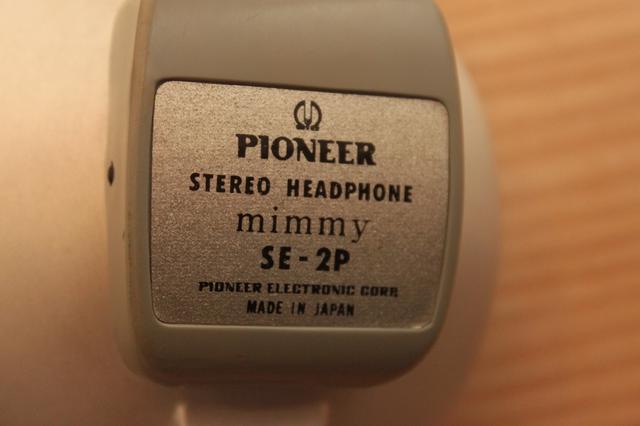 PIONEER
STEREO HEADPHONE
mimmy
SE-2P
PIONEER ELECTRONIC CORP.
MADE IN JAPAN